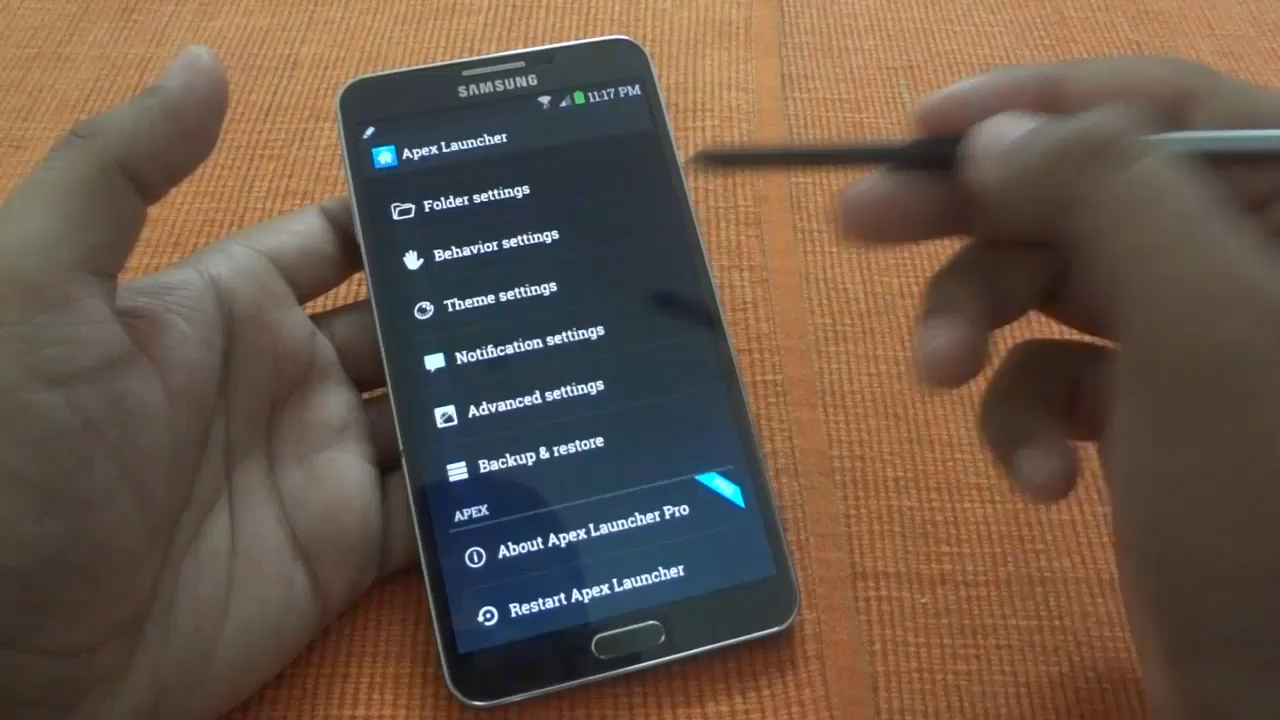 SAMSUNG
11:17 PM
Apex Launcher
Folder settings
Behavior settings
Theme settings
Notification settings
Advanced settings
Backup & restore
APEX
About Apex Launcher Pro
Restart Apex Launcher